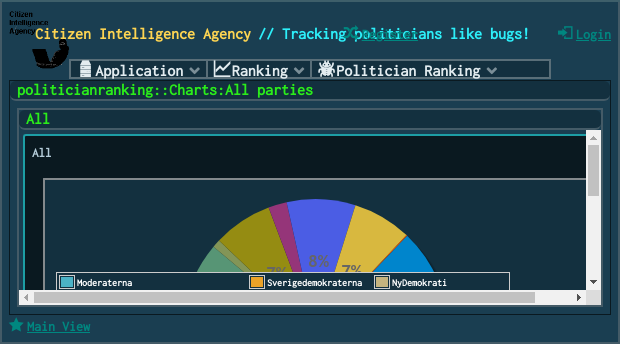 Citizen
Intelligence
Agency
Citizen Intelligence Agency // Tracking politicians like bugs!
Register
Login
Application
Ranking
Politician Ranking
politicianranking::Charts:All parties
All
All
7%
8%
7%
Moderaterna
Sverigedemokraterna
NyDemokrati
Main View